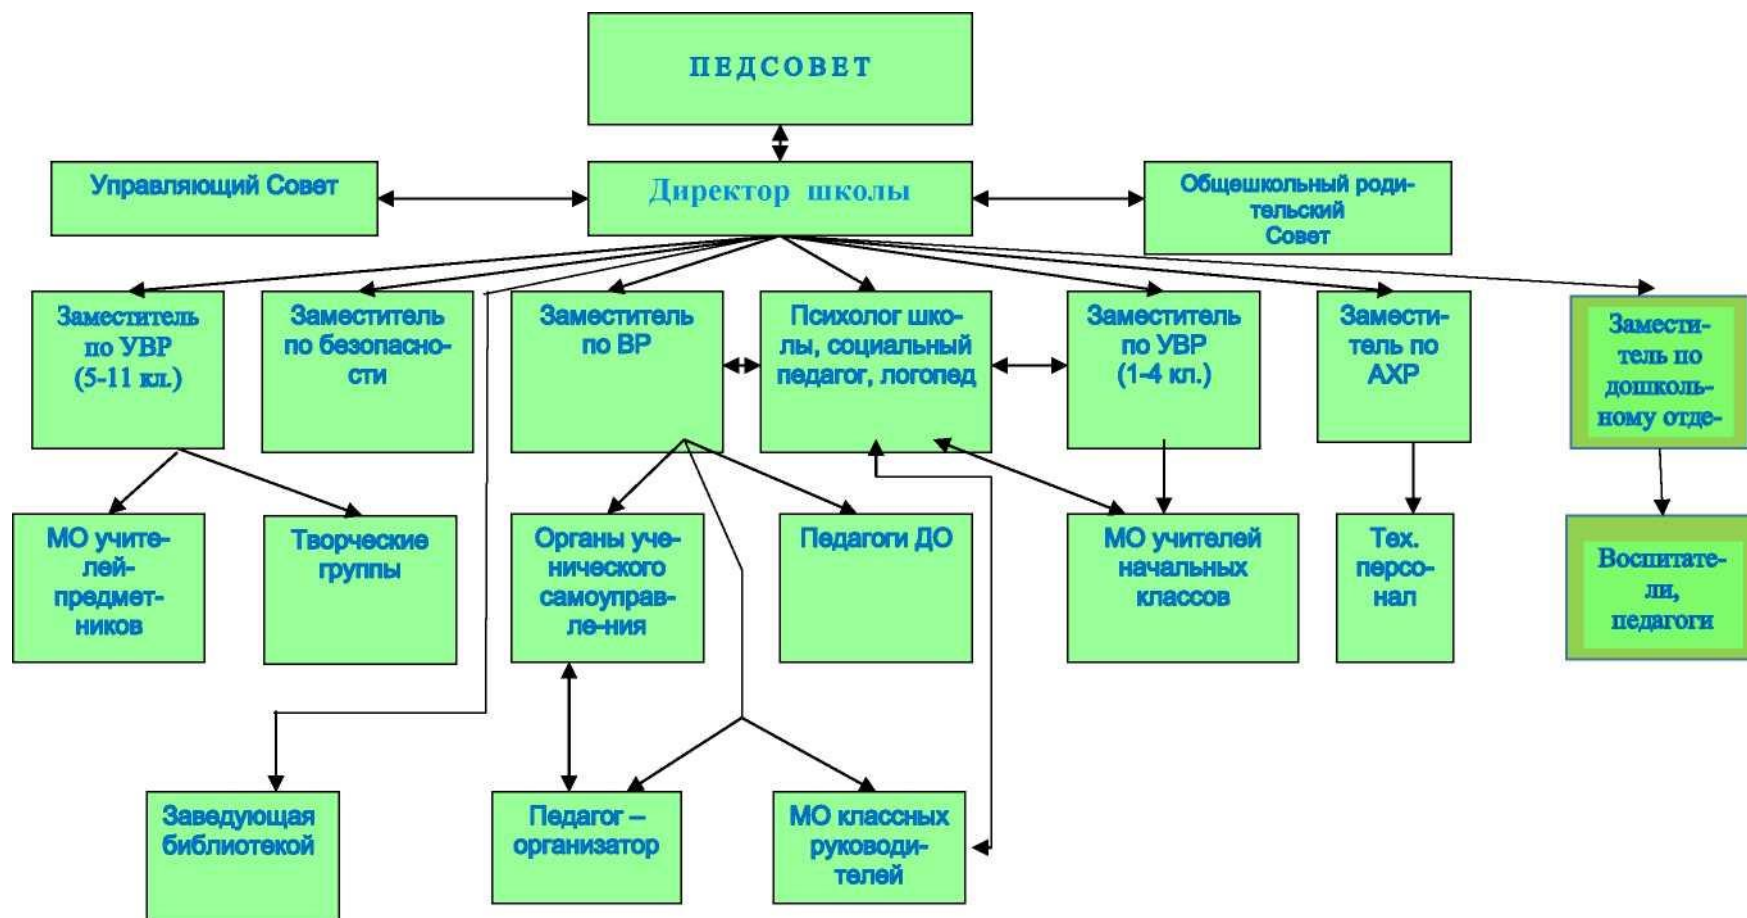 ПЕДСОВЕТ
Управляющий Совет
Директор школы
Общешкольный роди-
тельский
Совет
Заместитель
по УВР
(5-11 кл.)
Заместитель
по безопасно-
сти
Заместитель
по ВР
Психолог шко-
лы, социальный
педагог, логопед
Заместитель
по УВР
(1-4 кл.)
Замести-
тель по
АХР
Замести-
тель по
дошколь-
ному отде-
МО учите-
лей-
предмет-
ников
Творческие
группы
Органы уче-
нического
самоуправ-
ле-ния
Педагоги ДО
МО учителей
начальных
классов
Тех.
персо-
нал
Воспитате-
ли,
педагоги
Заведующая
библиотекой
Педагог –
организатор
МО классных
руководи-
телей